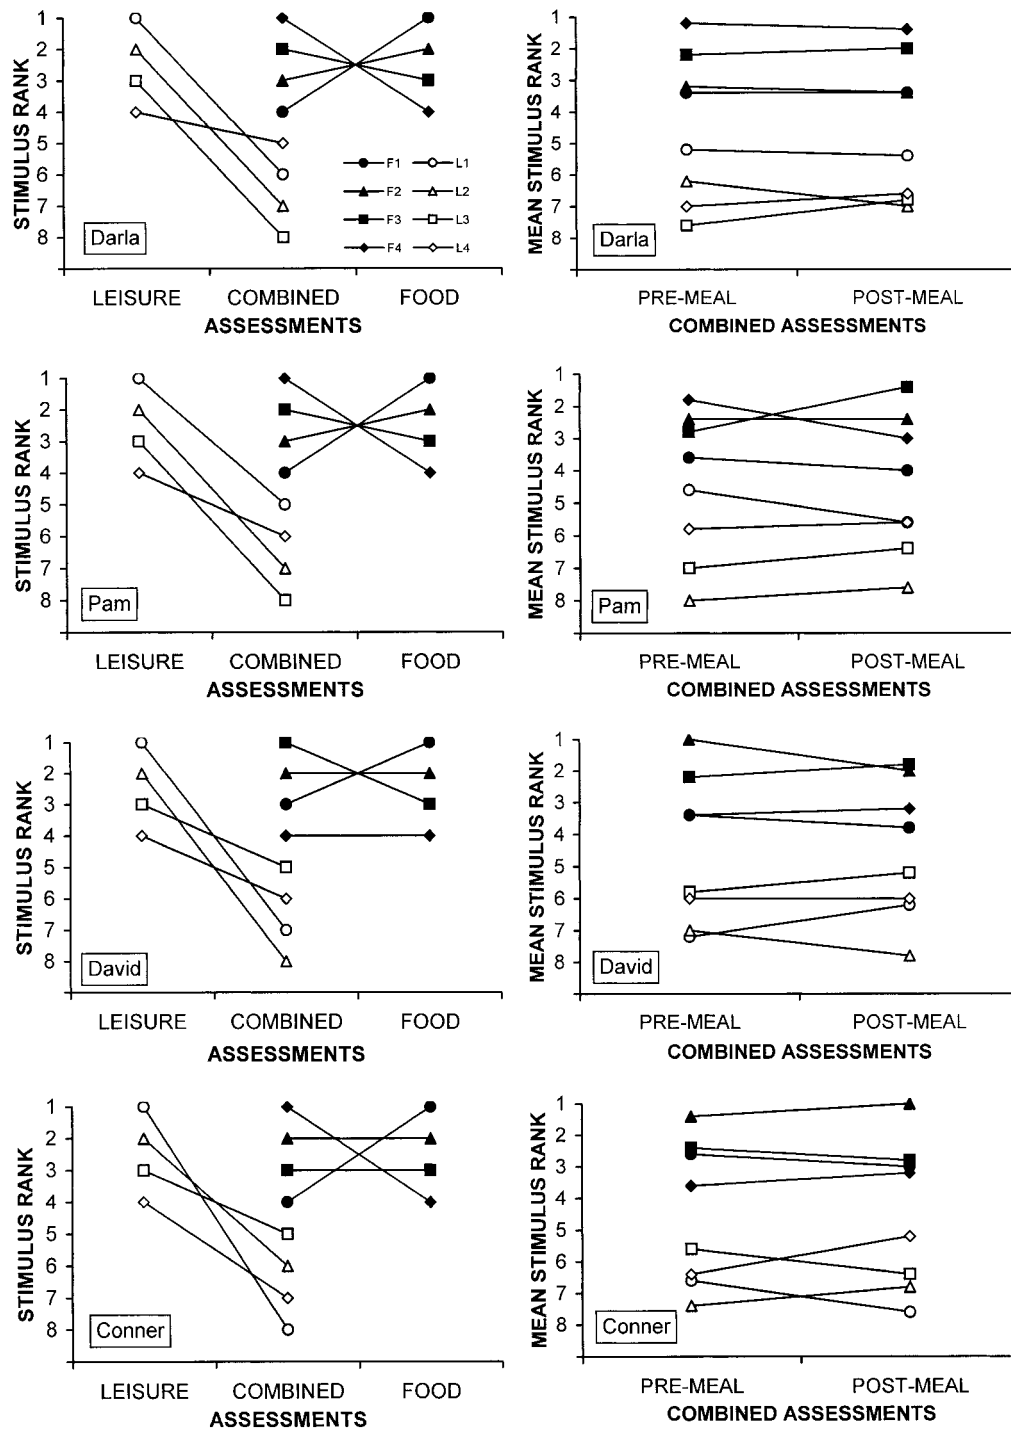 STIMULUS RANK
1
2
3
4
5
6
7
8
F1 L1
F2 L2
F3 L3
F4 L4
Darla
LEISURE COMBINED FOOD
ASSESSMENTS
MEAN STIMULUS RANK
1
2
3
4
5
6
7
8
Darla
PRE-MEAL POST-MEAL
COMBINED ASSESSMENTS
STIMULUS RANK
1
2
3
4
5
6
7
8
Pam
LEISURE COMBINED FOOD
ASSESSMENTS
MEAN STIMULUS RANK
1
2
3
4
5
6
7
8
Pam
PRE-MEAL POST-MEAL
COMBINED ASSESSMENTS
STIMULUS RANK
1
2
3
4
5
6
7
8
David
LEISURE COMBINED FOOD
ASSESSMENTS
MEAN STIMULUS RANK
1
2
3
4
5
6
7
8
David
PRE-MEAL POST-MEAL
COMBINED ASSESSMENTS
STIMULUS RANK
1
2
3
4
5
6
7
8
Conner
LEISURE COMBINED FOOD
ASSESSMENTS
MEAN STIMULUS RANK
1
2
3
4
5
6
7
8
Conner
PRE-MEAL POST-MEAL
COMBINED ASSESSMENTS